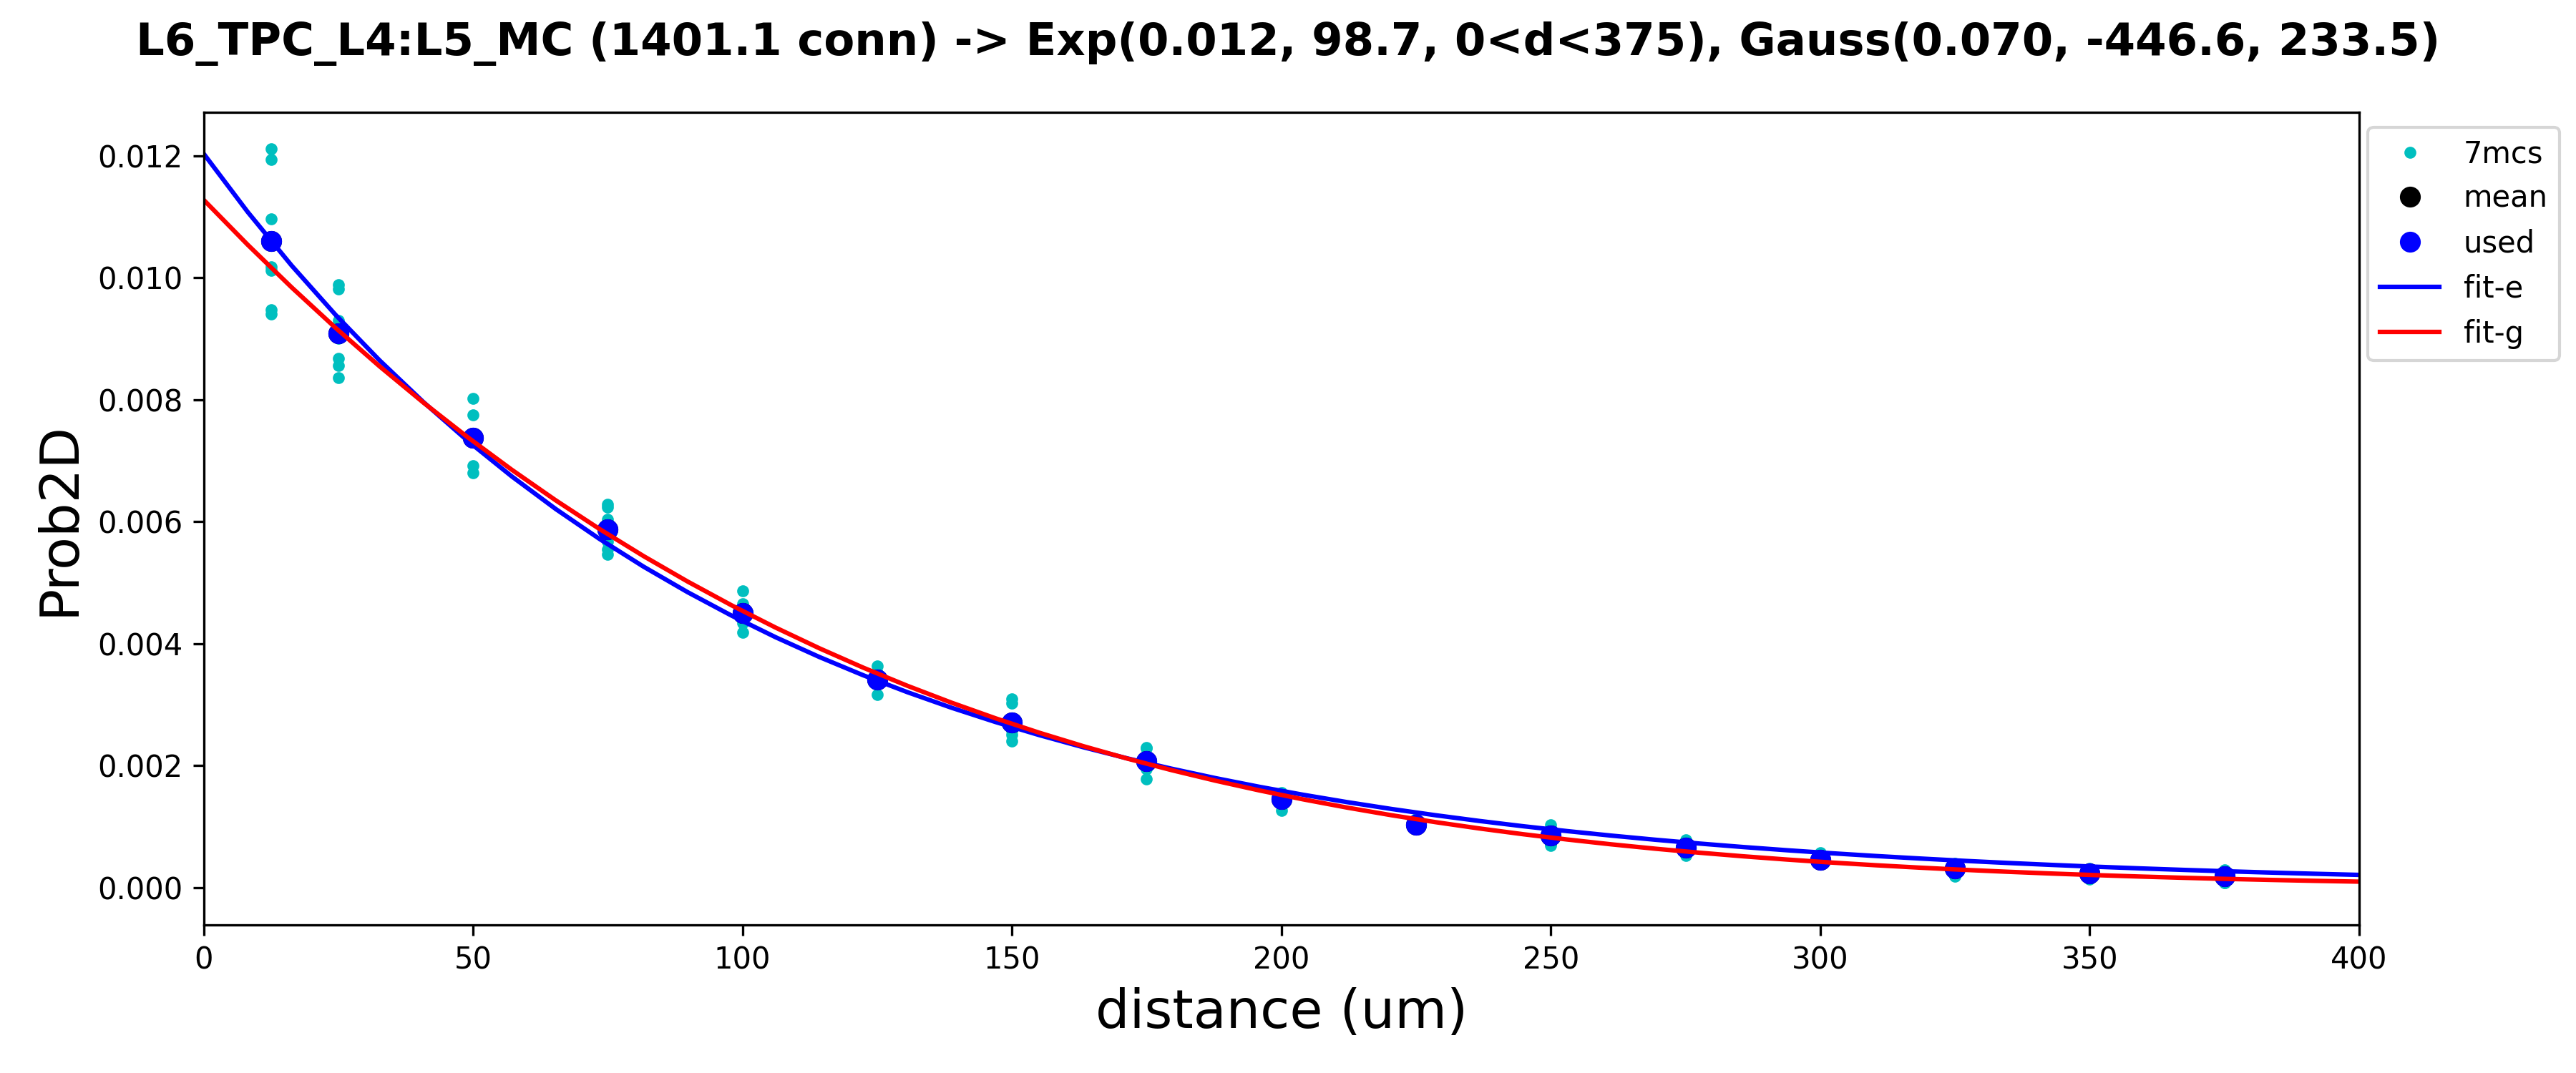 L6_TPC_L4:L5_MC (1401.1 conn) -> Exp(0.012, 98.7, 0<d<375), Gauss(0.070, -446.6, 233.5)
0.012
0.010
0.008
0.006
0.004
0.002
0.000
Prob2D
0 50 100 150 200 250 300 350 400
distance (um)
7mcs
mean
used
fit-e
fit-g